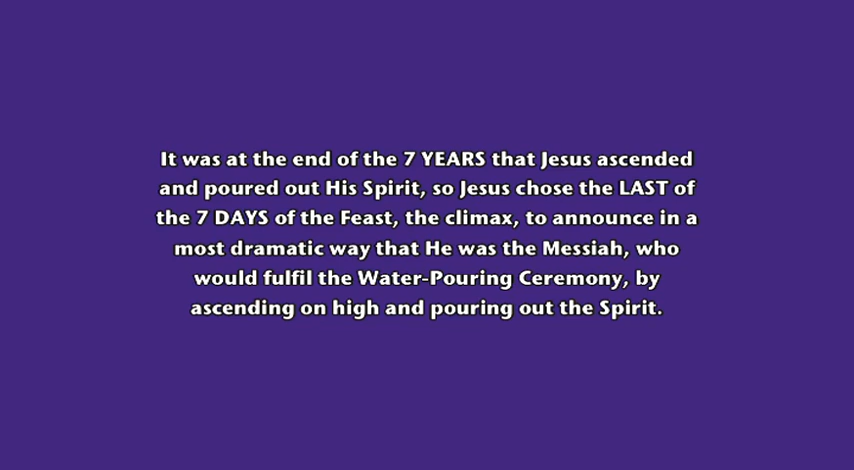 It was at the end of the 7 YEARS that Jesus ascended
and poured out His Spirit, so Jesus chose the LAST of
the 7 DAYS of the Feast, the climax, to announce in a
most dramatic way that He was the Messiah, who
would fulfil the Water-Pouring Ceremony, by
ascending on high and pouring out the Spirit.